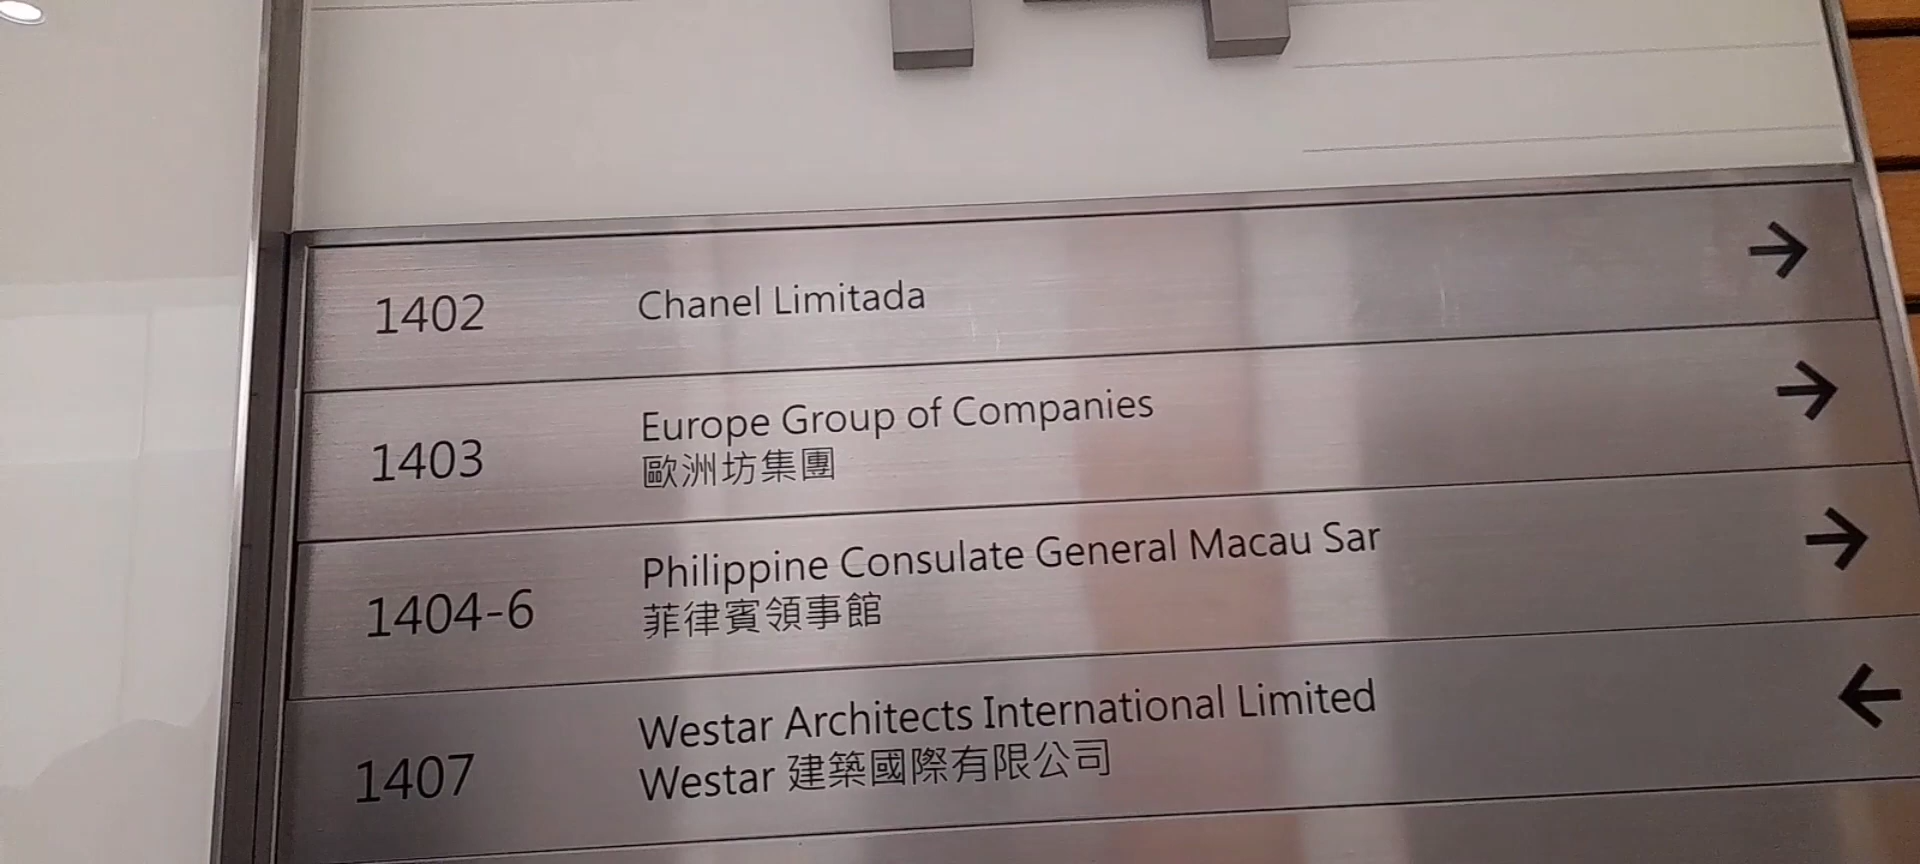 1402 Chanel Limitada →
1403 Europe Group of Companies →
歐洲坊集團
1404-6 Philippine Consulate General Macau Sar →
菲律賓領事館
1407 Westar Architects International Limited ←
Westar 建築國際有限公司